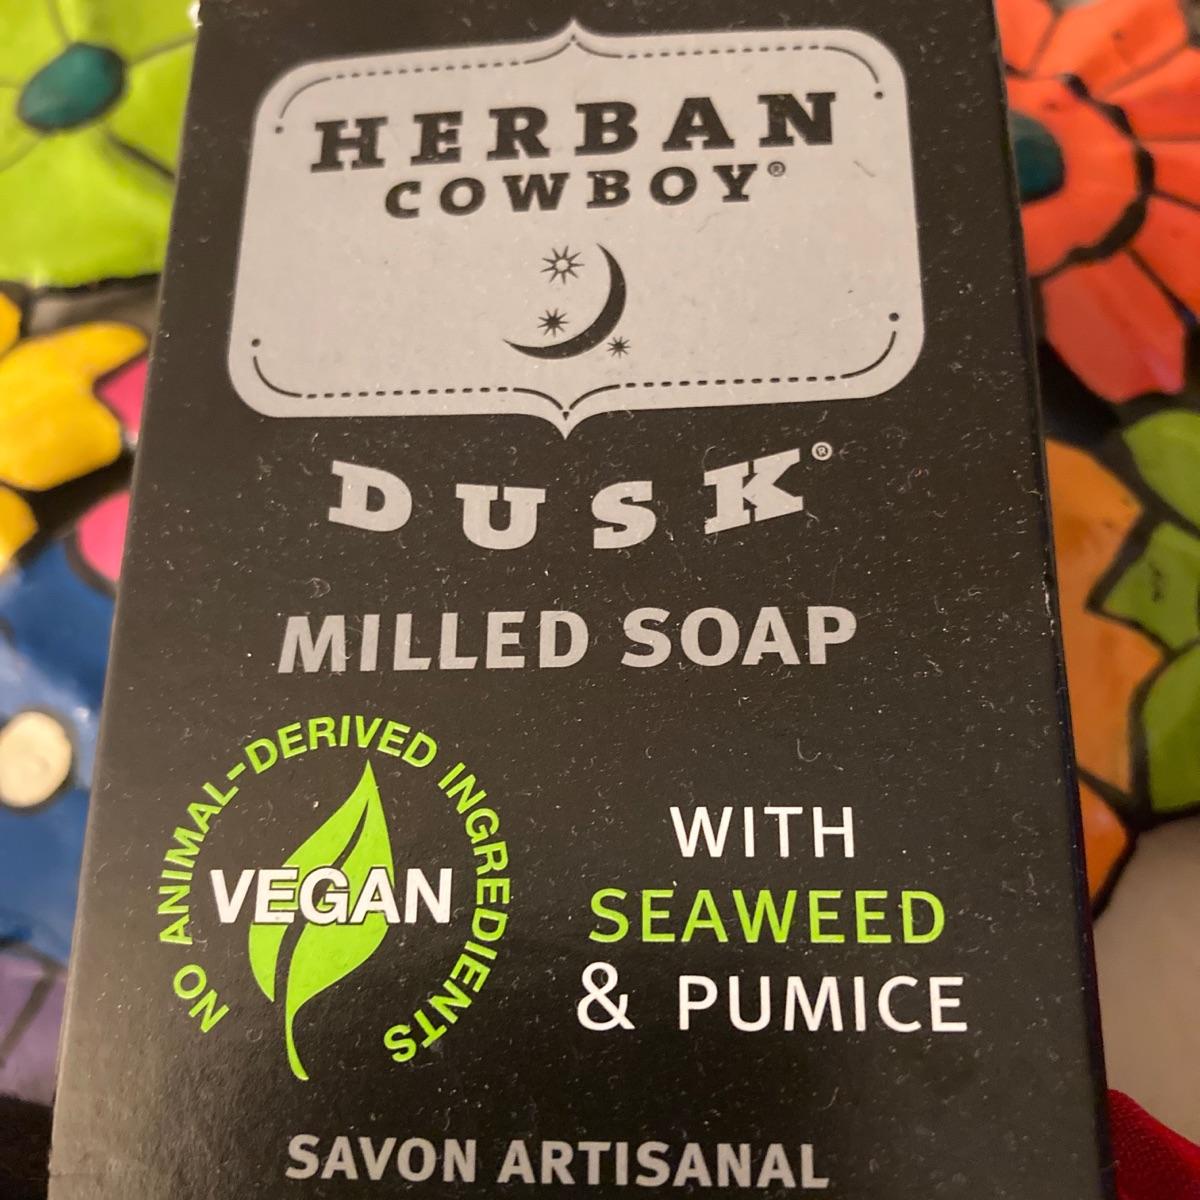 HERBAN
COWBOY®
DUSK®
MILLED SOAP
NO ANIMAL-DERIVED INGREDIENTS
VEGAN
WITH
SEAWEED
& PUMICE
SAVON ARTISANAL